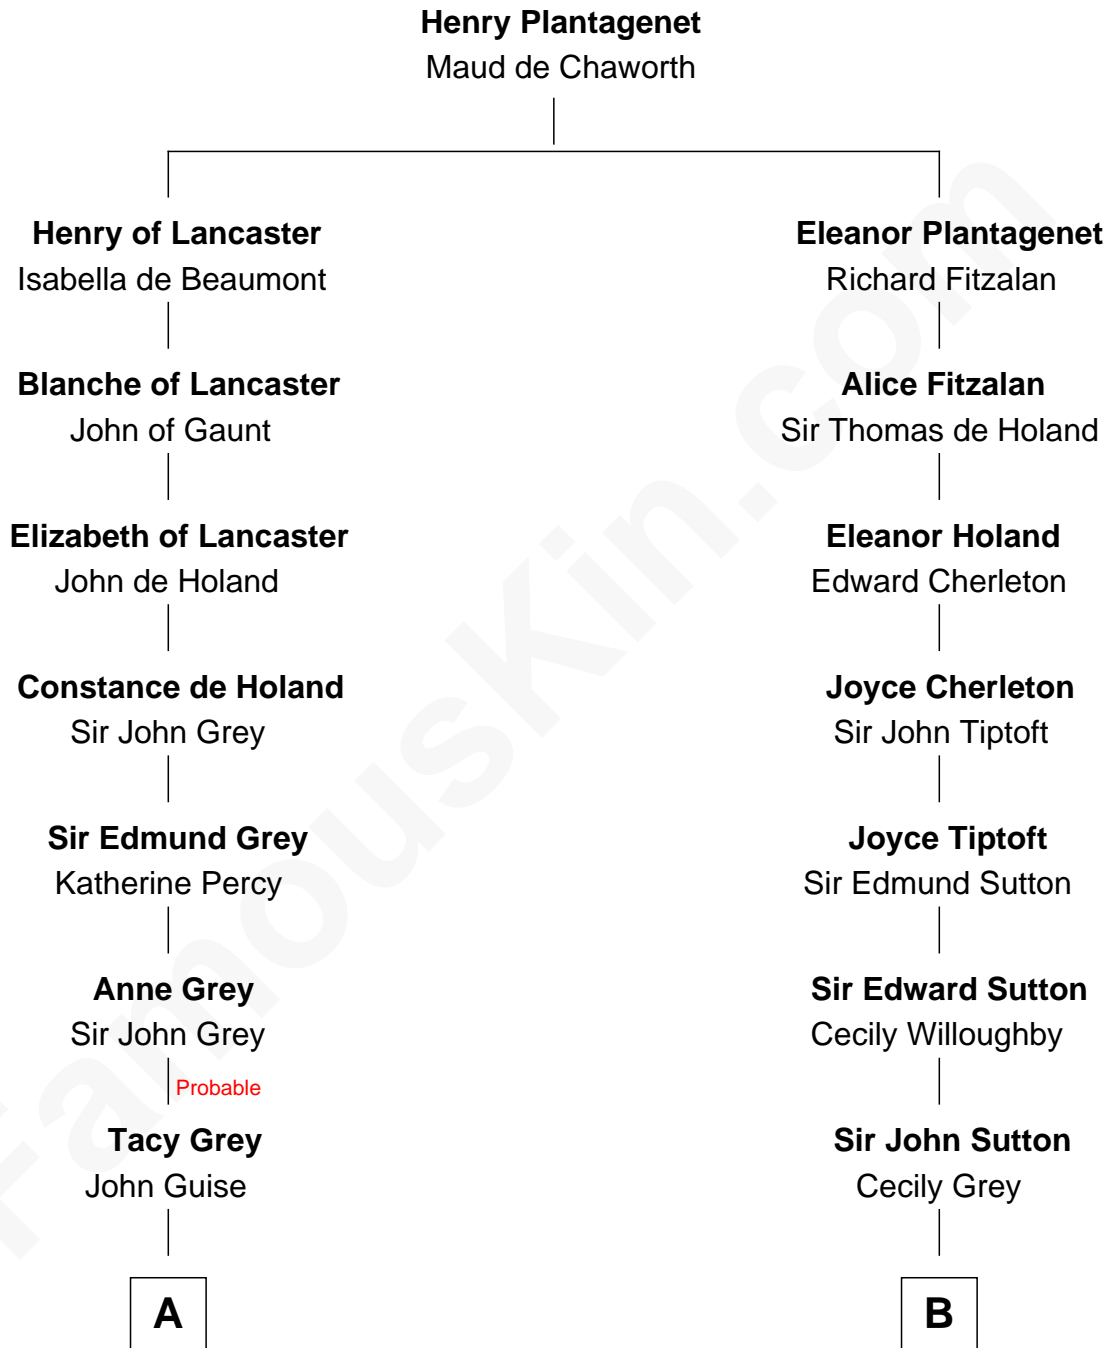 Henry Plantagenet
Maud de Chaworth
Henry of Lancaster
Isabella de Beaumont
Eleanor Plantagenet
Richard Fitzalan
Blanche of Lancaster
John of Gaunt
Alice Fitzalan
Sir Thomas de Holand
Elizabeth of Lancaster
John de Holand
Eleanor Holand
Edward Cherleton
Constance de Holand
Sir John Grey
Joyce Cherleton
Sir John Tiptoft
Sir Edmund Grey
Katherine Percy
Joyce Tiptoft
Sir Edmund Sutton
Anne Grey
Sir John Grey
Sir Edward Sutton
Cecily Willoughby
Probable
Tacy Grey
John Guise
Sir John Sutton
Cecily Grey
A
B
FamousKin.com